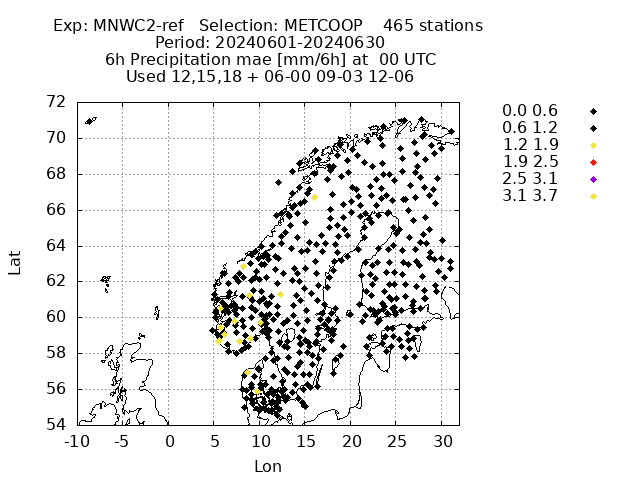 Exp: MNWC2-ref Selection: METCOOP 465 stations
Period: 20240601-20240630
6h Precipitation mae [mm/6h] at 00 UTC
Used 12,15,18 + 06-00 09-03 12-06
72
70
68
66
64
62
60
58
56
54
-10 -5 0 5 10 15 20 25 30
Lat
Lon
0.0 0.6
0.6 1.2
1.2 1.9
1.9 2.5
2.5 3.1
3.1 3.7